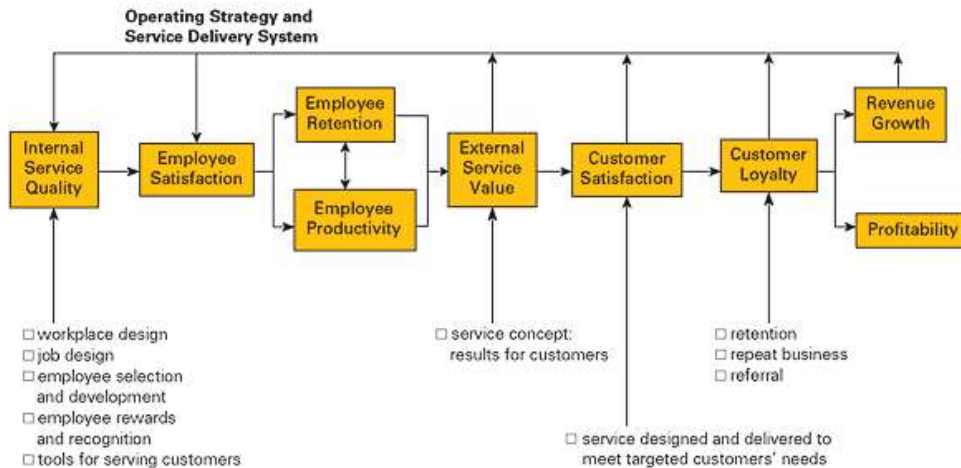 Operating Strategy and
Service Delivery System
Internal
Service
Quality
Employee
Satisfaction
Employee
Retention
Employee
Productivity
External
Service
Value
Customer
Satisfaction
Customer
Loyalty
Revenue
Growth
Profitability
workplace design
job design
employee selection
and development
employee rewards
and recognition
tools for serving customers
service concept:
results for customers
service designed and delivered to
meet targeted customers' needs
retention
repeat business
referral